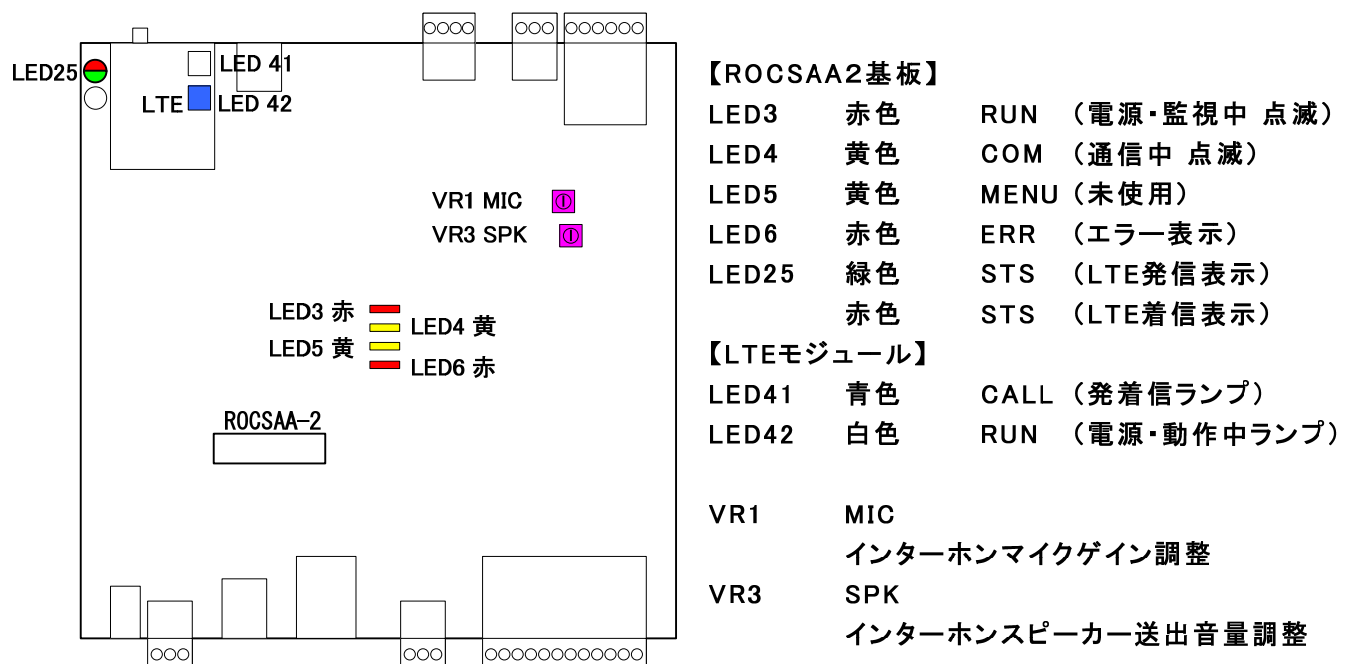 LED25
LED 41
LTE
LED 42
VR1 MIC
VR3 SPK
LED3 赤
LED4 黄
LED5 黄
LED6 赤
ROCSAA-2
【ROCSAA2基板】
LED3 赤色 RUN (電源・監視中 点滅)
LED4 黄色 COM (通信中 点滅)
LED5 黄色 MENU (未使用)
LED6 赤色 ERR (エラー表示)
LED25 緑色 STS (LTE発信表示)
赤色 STS (LTE着信表示)
【LTEモジュール】
LED41 青色 CALL (発着信ランプ)
LED42 白色 RUN (電源・動作中ランプ)
VR1 MIC
インターホンマイクゲイン調整
VR3 SPK
インターホンスピーカー送出音量調整